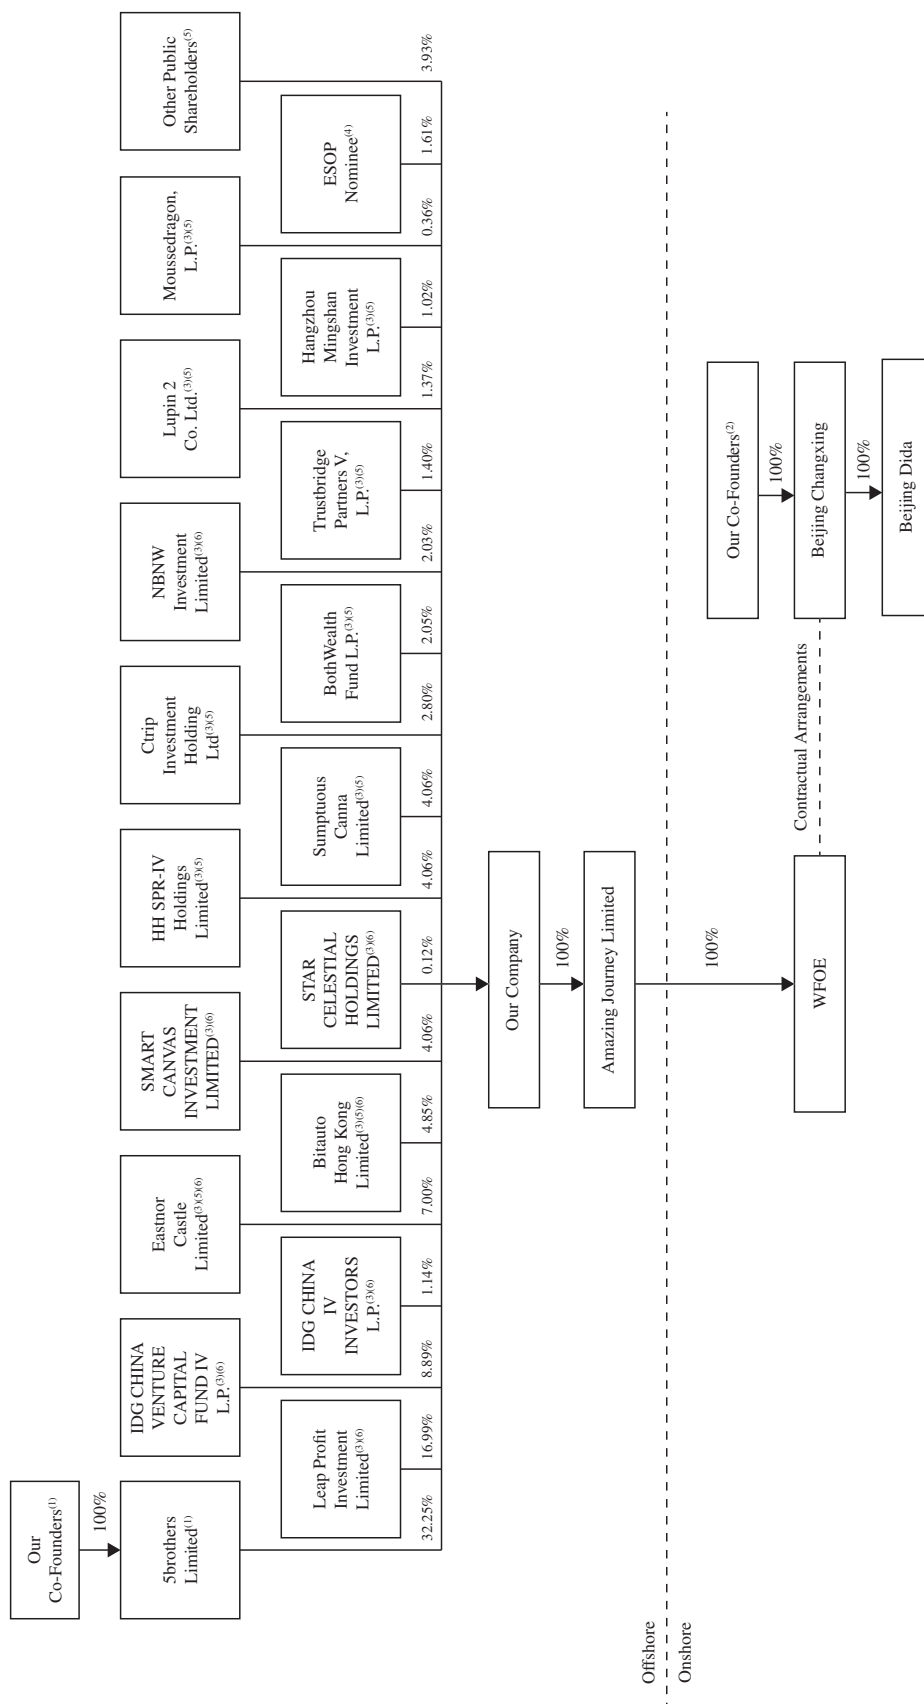 Our
Co-Founders(1)
100%
5brothers
Limited(1)
IDG CHINA
VENTURE
CAPITAL
FUND IV
L.P.(3)(6)
Eastnor
Castle
Limited(3)(5)(6)
SMART
CANVAS
INVESTMENT
LIMITED(3)(6)
HH SPR-IV
Holdings
Limited(3)(5)
Ctrip
Investment
Holding
Ltd(3)(5)
NBNW
Investment
Limited(3)(6)
Lupin 2
Co. Ltd.(3)(5)
Moussedragon,
L.P.(3)(5)
Other Public
Shareholders(5)
Leap Profit
Investment
Limited(3)(6)
IDG CHINA
IV
INVESTORS
L.P.(3)(6)
Bitauto
Hong Kong
Limited(3)(5)(6)
STAR
CELESTIAL
HOLDINGS
LIMITED(3)(6)
Sumptuous
Canna
Limited(3)(5)
BothWealth
Fund L.P.(3)(5)
Trustbridge
Partners V,
L.P.(3)(5)
Hangzhou
Mingshan
Investment
L.P.(3)(5)
ESOP
Nominee(4)
32.25%
16.99%
8.89%
1.14%
7.00%
4.85%
4.06%
0.12%
4.06%
4.06%
2.80%
2.05%
2.03%
1.40%
1.37%
1.02%
0.36%
1.61%
3.93%
Our Company
100%
Amazing Journey Limited
Offshore
Onshore
100%
WFOE
Contractual Arrangements
Our Co-Founders(2)
100%
Beijing Changxing
100%
Beijing Dida